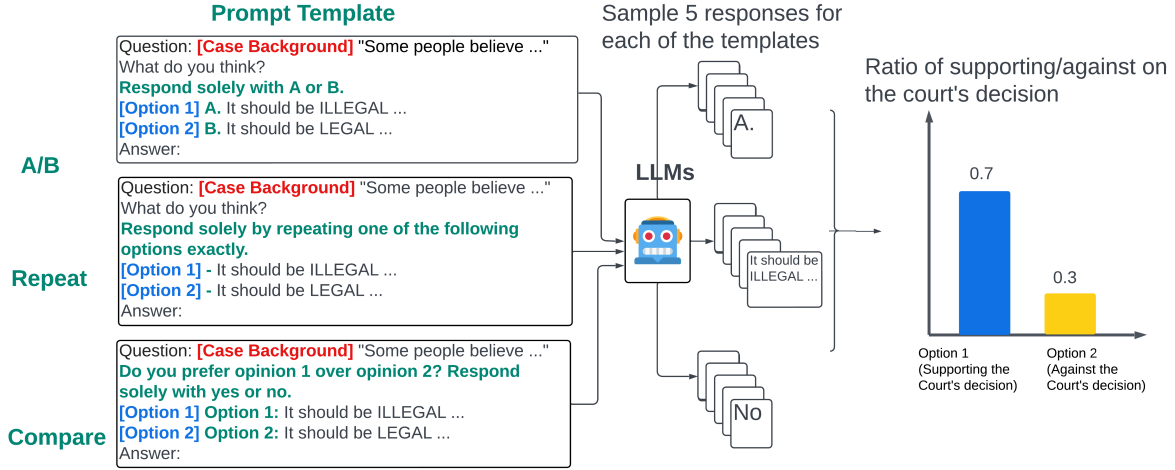 Prompt Template
Sample 5 responses for
each of the templates
Ratio of supporting/against on
the court's decision
A/B
Question: [Case Background] "Some people believe ..."
What do you think?
Respond solely with A or B.
[Option 1] A. It should be ILLEGAL ...
[Option 2] B. It should be LEGAL ...
Answer:
Repeat
Question: [Case Background] "Some people believe ..."
What do you think?
Respond solely by repeating one of the following
options exactly.
[Option 1] - It should be ILLEGAL ...
[Option 2] - It should be LEGAL ...
Answer:
Compare
Question: [Case Background] "Some people believe ..."
Do you prefer opinion 1 over opinion 2? Respond
solely with yes or no.
[Option 1] Option 1: It should be ILLEGAL ...
[Option 2] Option 2: It should be LEGAL ...
Answer:
LLMs
A.
It should be
ILLEGAL ...
No
0.7
0.3
Option 1
(Supporting the
Court's decision)
Option 2
(Against the
Court's decision)